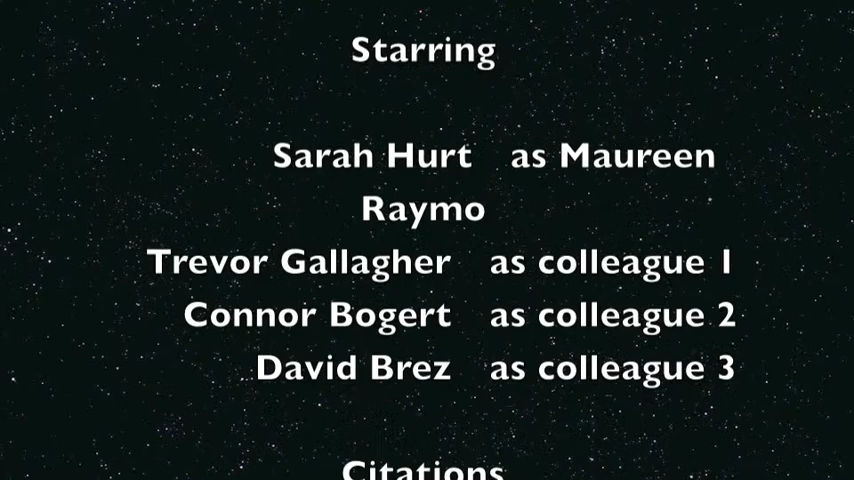 Starring
Sarah Hurt as Maureen
Raymo
Trevor Gallagher as colleague 1
Connor Bogert as colleague 2
David Brez as colleague 3
Citations